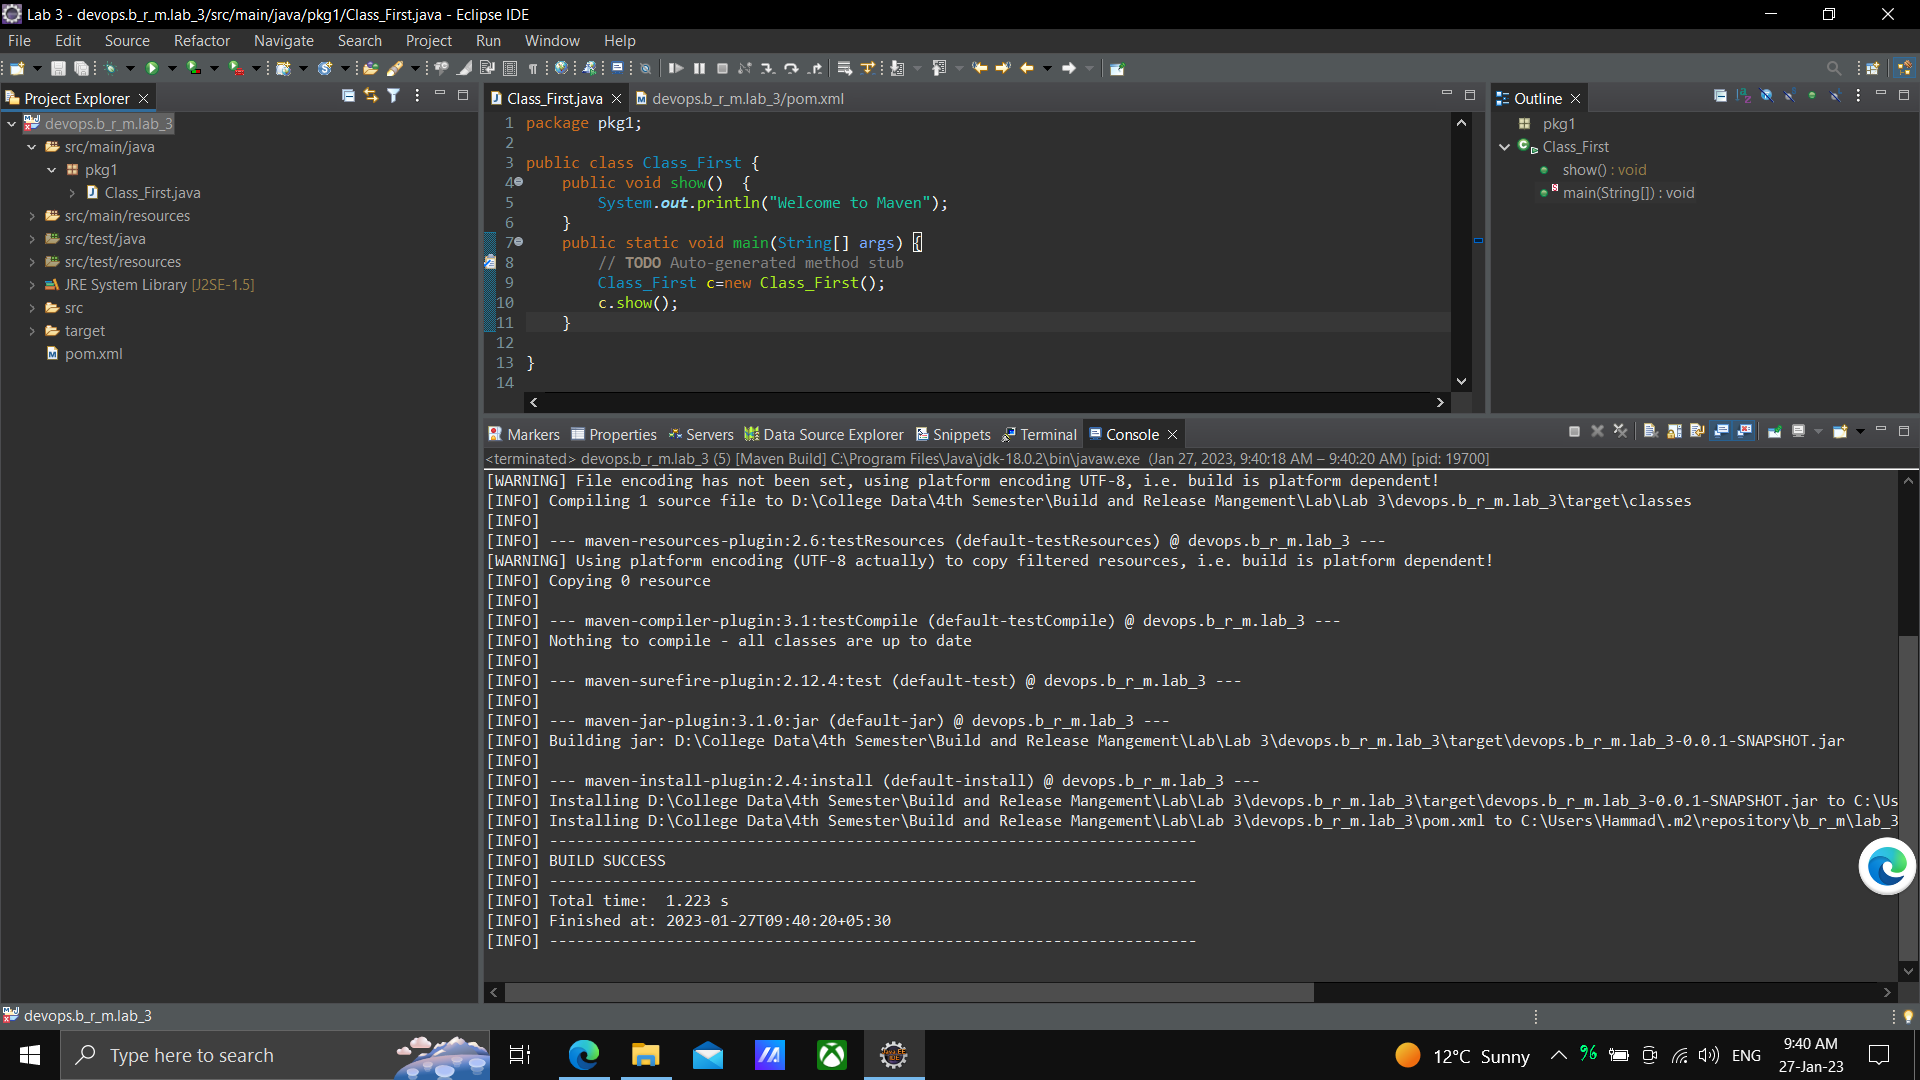 Lab 3 - devops.b_r_m.lab_3/src/main/java/pkg1/Class_First.java - Eclipse IDE
File Edit Source Refactor Navigate Search Project Run Window Help
Project Explorer
devops.b_r_m.lab_3
src/main/java
pkg1
Class_First.java
src/main/resources
src/test/java
src/test/resources
JRE System Library [J2SE-1.5]
src
target
pom.xml
Class_First.java devops.b_r_m.lab_3/pom.xml
1 package pkg1;
2
3 public class Class_First {
4 public void show()  {
5 System.out.println("Welcome to Maven");
6 }
7 public static void main(String[] args) {
8 // TODO Auto-generated method stub
9 Class_First c=new Class_First();
10 c.show();
11 }
12
13 }
14
Outline
pkg1
Class_First
show() : void
main(String[]) : void
Markers Properties Servers Data Source Explorer Snippets Terminal Console
<terminated> devops.b_r_m.lab_3 (5) [Maven Build] C:\Program Files\Java\jdk-18.0.2\bin\javaw.exe (Jan 27, 2023, 9:40:18 AM – 9:40:20 AM) [pid: 19700]
[WARNING] File encoding has not been set, using platform encoding UTF-8, i.e. build is platform dependent!
[INFO] Compiling 1 source file to D:\College Data\4th Semester\Build and Release Mangement\Lab\Lab 3\devops.b_r_m.lab_3\target\classes
[INFO]
[INFO] --- maven-resources-plugin:2.6:testResources (default-testResources) @ devops.b_r_m.lab_3 ---
[WARNING] Using platform encoding (UTF-8 actually) to copy filtered resources, i.e. build is platform dependent!
[INFO] Copying 0 resource
[INFO]
[INFO] --- maven-compiler-plugin:3.1:testCompile (default-testCompile) @ devops.b_r_m.lab_3 ---
[INFO] Nothing to compile - all classes are up to date
[INFO]
[INFO] --- maven-surefire-plugin:2.12.4:test (default-test) @ devops.b_r_m.lab_3 ---
[INFO]
[INFO] --- maven-jar-plugin:3.1.0:jar (default-jar) @ devops.b_r_m.lab_3 ---
[INFO] Building jar: D:\College Data\4th Semester\Build and Release Mangement\Lab\Lab 3\devops.b_r_m.lab_3\target\devops.b_r_m.lab_3-0.0.1-SNAPSHOT.jar
[INFO]
[INFO] --- maven-install-plugin:2.4:install (default-install) @ devops.b_r_m.lab_3 ---
[INFO] Installing D:\College Data\4th Semester\Build and Release Mangement\Lab\Lab 3\devops.b_r_m.lab_3\target\devops.b_r_m.lab_3-0.0.1-SNAPSHOT.jar to C:\Us
[INFO] Installing D:\College Data\4th Semester\Build and Release Mangement\Lab\Lab 3\devops.b_r_m.lab_3\pom.xml to C:\Users\Hammad\.m2\repository\b_r_m\lab_3
[INFO] ------------------------------------------------------------------------
[INFO] BUILD SUCCESS
[INFO] ------------------------------------------------------------------------
[INFO] Total time:  1.223 s
[INFO] Finished at: 2023-01-27T09:40:20+05:30
[INFO] ------------------------------------------------------------------------
devops.b_r_m.lab_3
Type here to search
12°C Sunny
ENG
9:40 AM
27-Jan-23